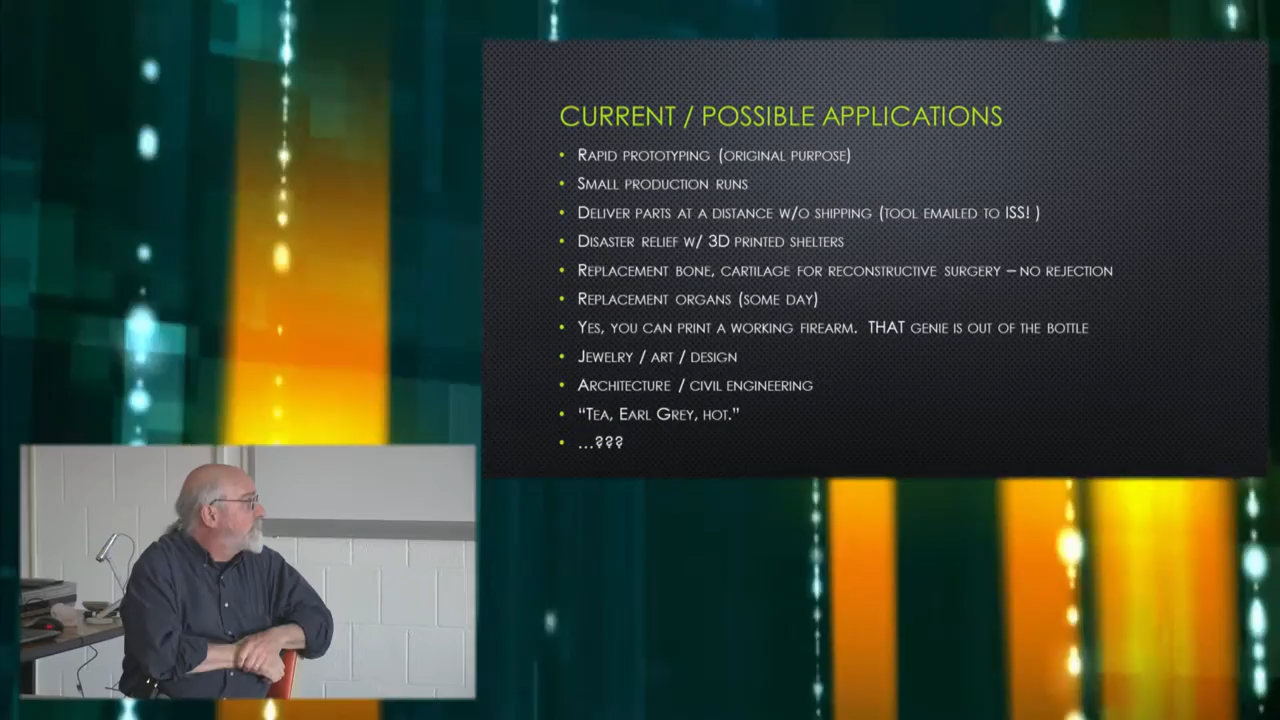 CURRENT / POSSIBLE APPLICATIONS
• RAPID PROTOTYPING (ORIGINAL PURPOSE)
• SMALL PRODUCTION RUNS
• DELIVER PARTS AT A DISTANCE W/O SHIPPING (TOOL EMAILED TO ISS! )
• DISASTER RELIEF W/ 3D PRINTED SHELTERS
• REPLACEMENT BONE, CARTILAGE FOR RECONSTRUCTIVE SURGERY – NO REJECTION
• REPLACEMENT ORGANS (SOME DAY)
• YES, YOU CAN PRINT A WORKING FIREARM.  THAT GENIE IS OUT OF THE BOTTLE
• JEWELRY / ART / DESIGN
• ARCHITECTURE / CIVIL ENGINEERING
• “TEA, EARL GREY, HOT.”
• …???